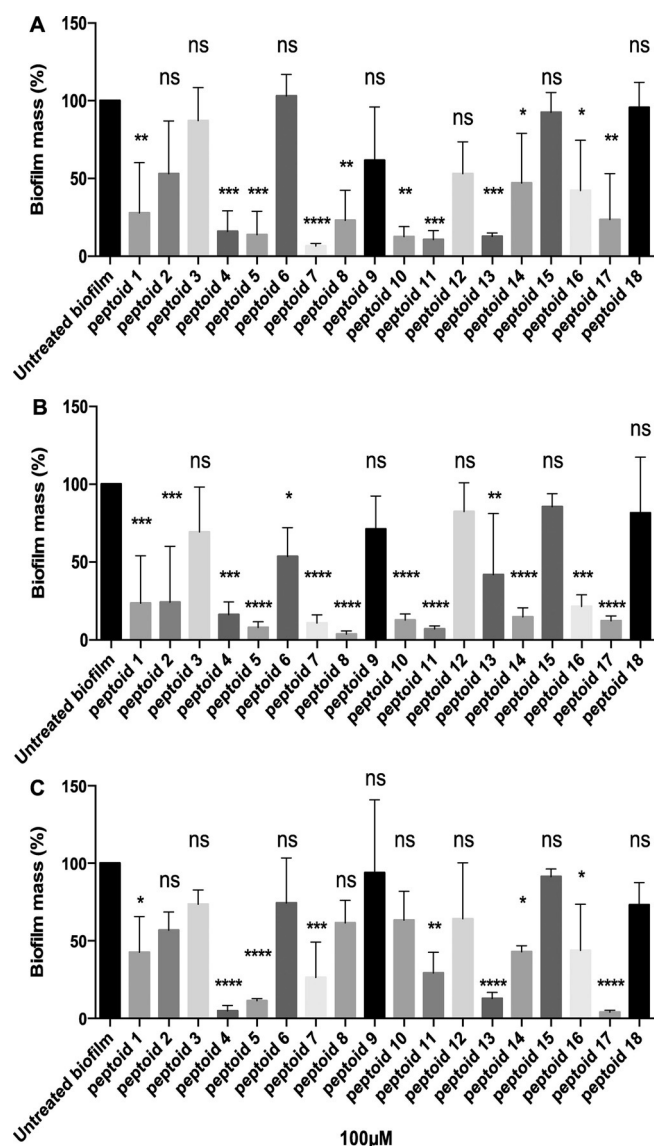 A
Biofilm mass (%)
150
100
50
0
** ns ns *** *** ns **** ** ns ** *** ns *** * ns * ** ns
Untreated biofilm
peptoid 1
peptoid 2
peptoid 3
peptoid 4
peptoid 5
peptoid 6
peptoid 7
peptoid 8
peptoid 9
peptoid 10
peptoid 11
peptoid 12
peptoid 13
peptoid 14
peptoid 15
peptoid 16
peptoid 17
peptoid 18
B
Biofilm mass (%)
150
100
50
0
*** *** ns *** **** * **** **** ns **** **** ns ** **** ns *** **** ns
Untreated biofilm
peptoid 1
peptoid 2
peptoid 3
peptoid 4
peptoid 5
peptoid 6
peptoid 7
peptoid 8
peptoid 9
peptoid 10
peptoid 11
peptoid 12
peptoid 13
peptoid 14
peptoid 15
peptoid 16
peptoid 17
peptoid 18
C
Biofilm mass (%)
150
100
50
0
* ns ns **** **** ns *** ns ns ns ** ns **** * ns * **** ns
Untreated biofilm
peptoid 1
peptoid 2
peptoid 3
peptoid 4
peptoid 5
peptoid 6
peptoid 7
peptoid 8
peptoid 9
peptoid 10
peptoid 11
peptoid 12
peptoid 13
peptoid 14
peptoid 15
peptoid 16
peptoid 17
peptoid 18
100µM